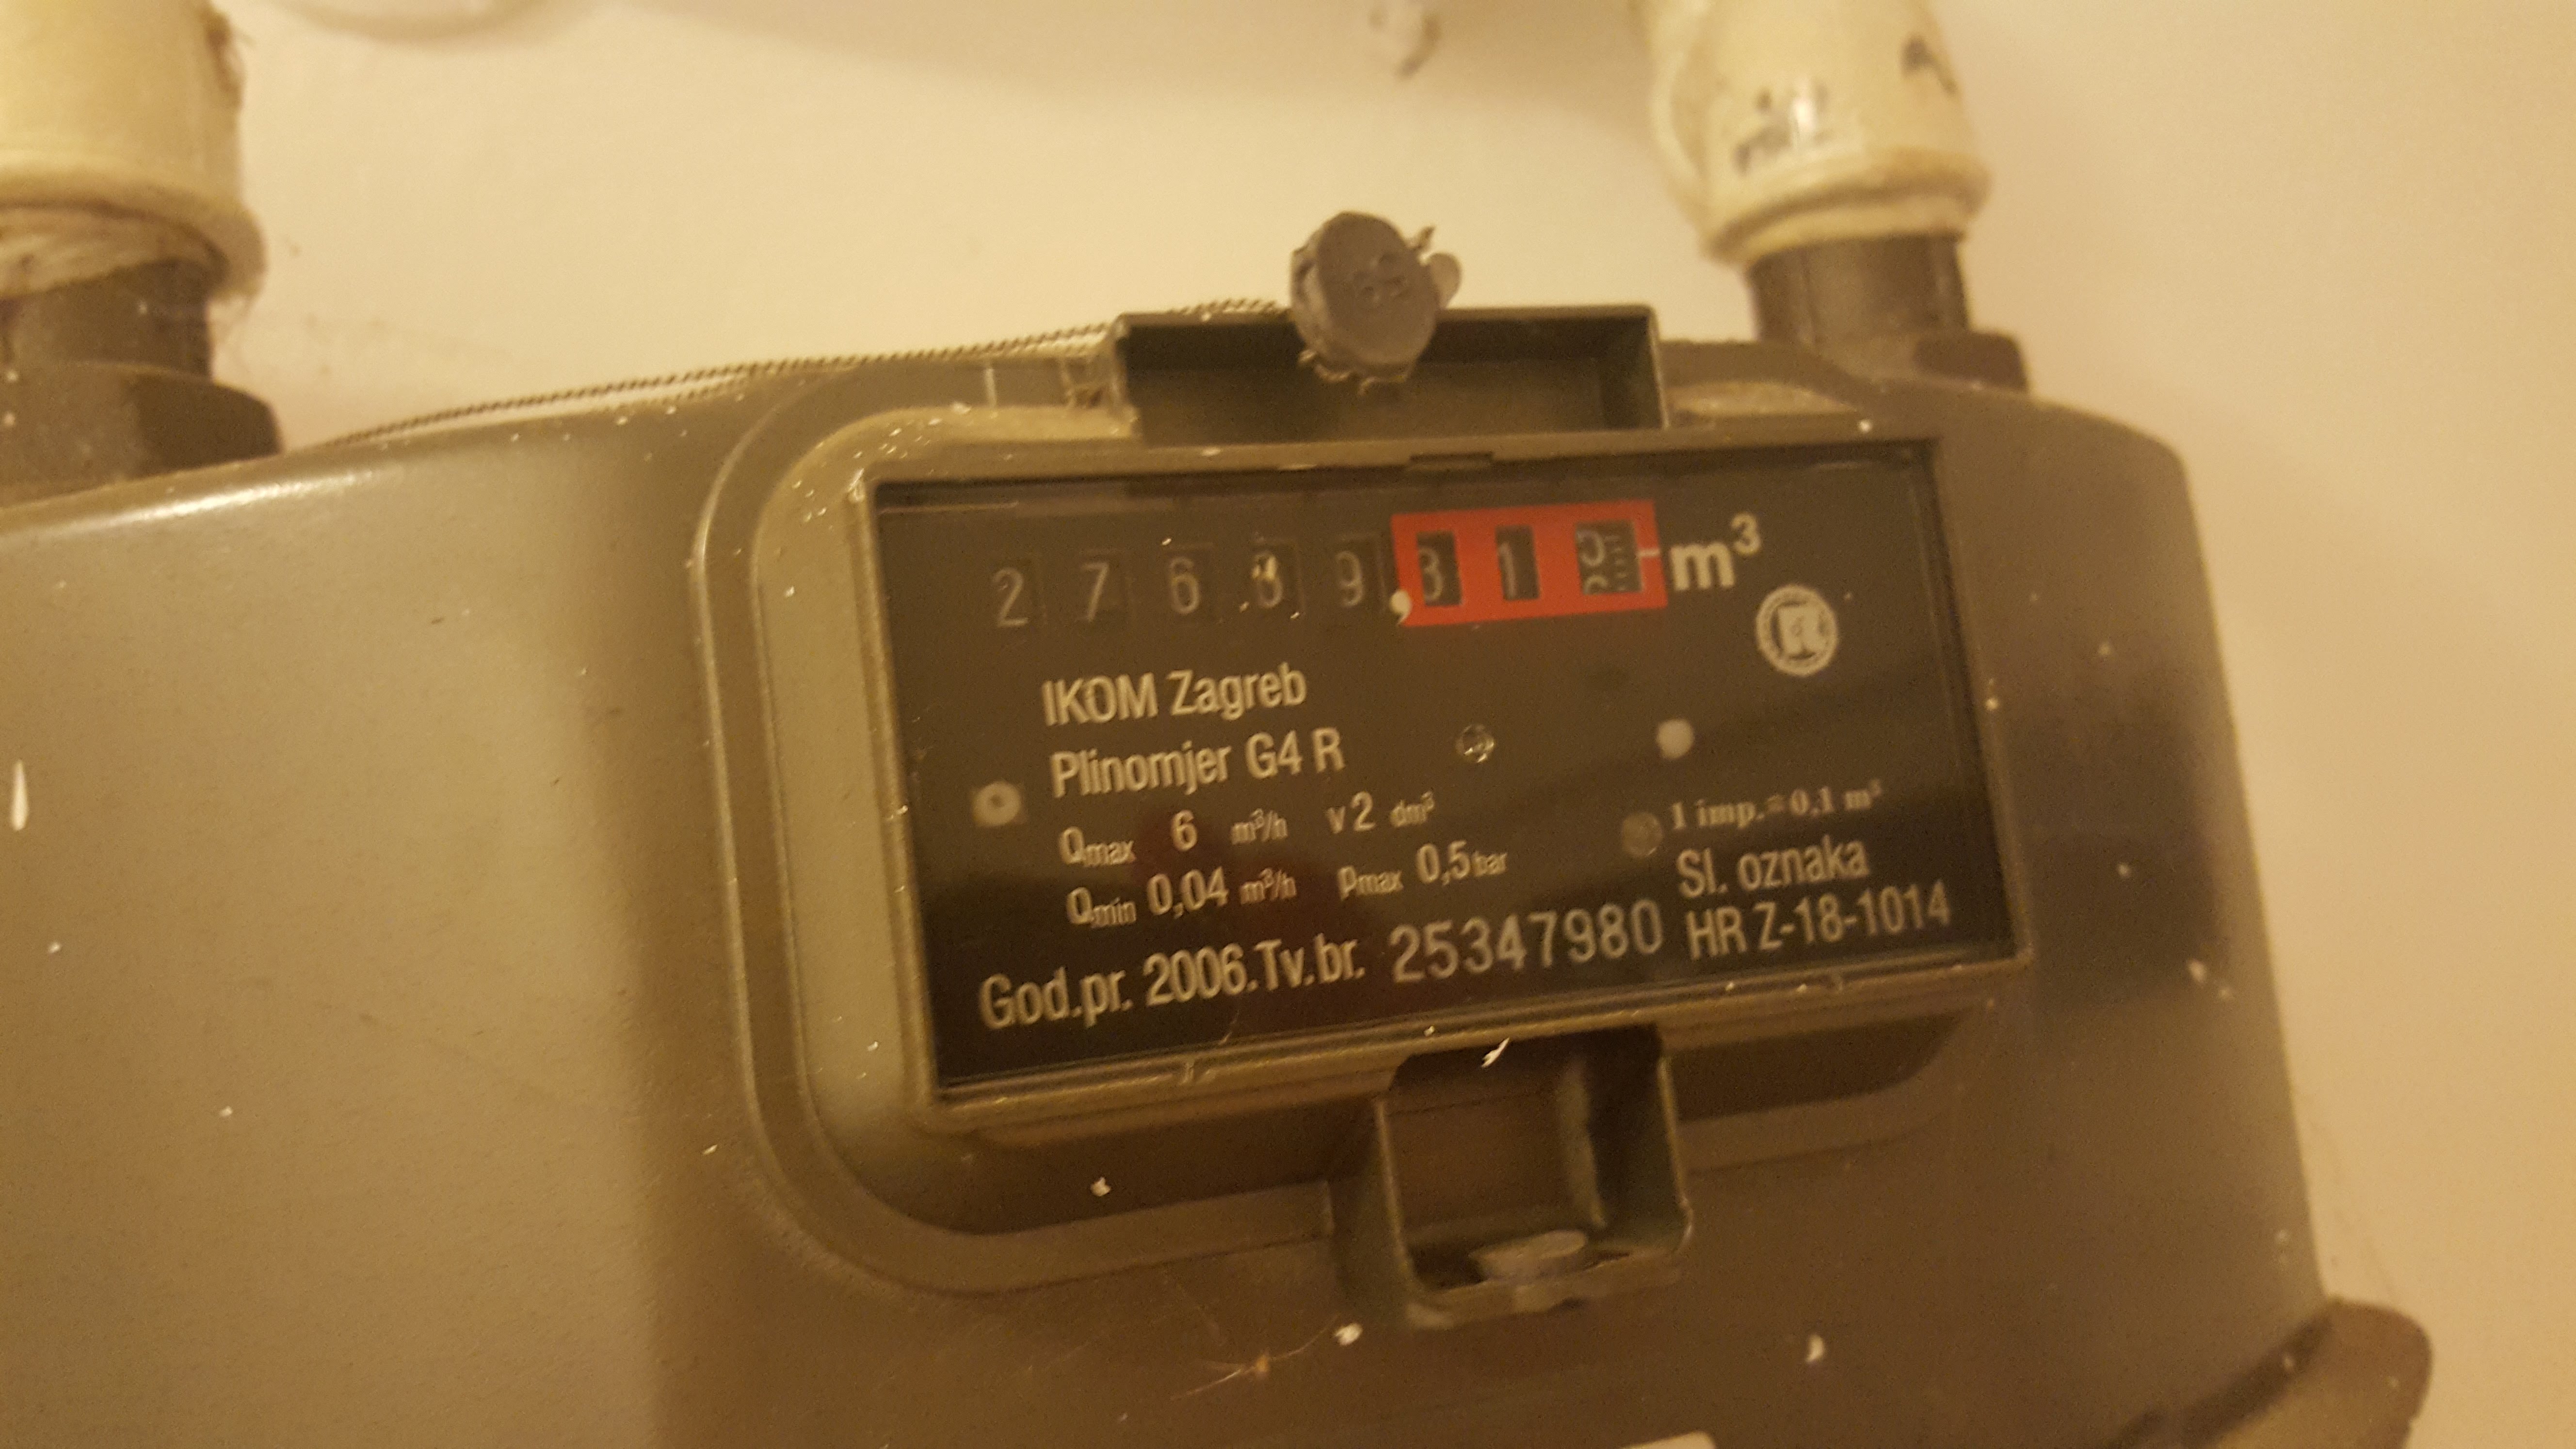 27689,31 m³
IKOM Zagreb
Plinomjer G4 R
Qmax 6 m³/h v 2 dm³
1 imp.=0,1 m³
Qmin 0,04 m³/h pmax 0,5 bar
Sl. oznaka
HR Z-18-1014
God.pr. 2006. Tv.br. 25347980